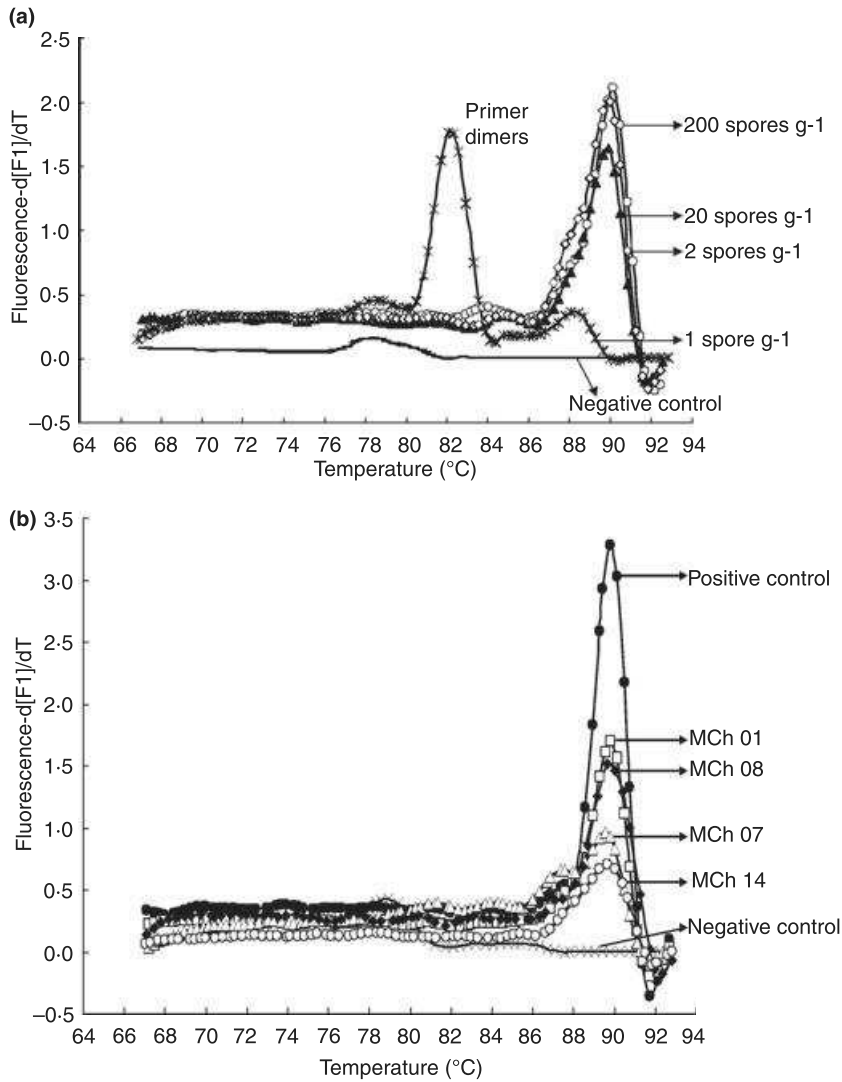 (a)
2·5
2·0
1·5
1·0
0·5
0·0
–0·5
Fluorescence-d[F1]/dT
Primer
dimers
200 spores g-1
20 spores g-1
2 spores g-1
1 spore g-1
Negative control
64 66 68 70 72 74 76 78 80 82 84 86 88 90 92 94
Temperature (°C)
(b)
3·5
3·0
2·5
2·0
1·5
1·0
0·5
0·0
–0·5
Fluorescence-d[F1]/dT
Positive control
MCh 01
MCh 08
MCh 07
MCh 14
Negative control
64 66 68 70 72 74 76 78 80 82 84 86 88 90 92 94
Temperature (°C)